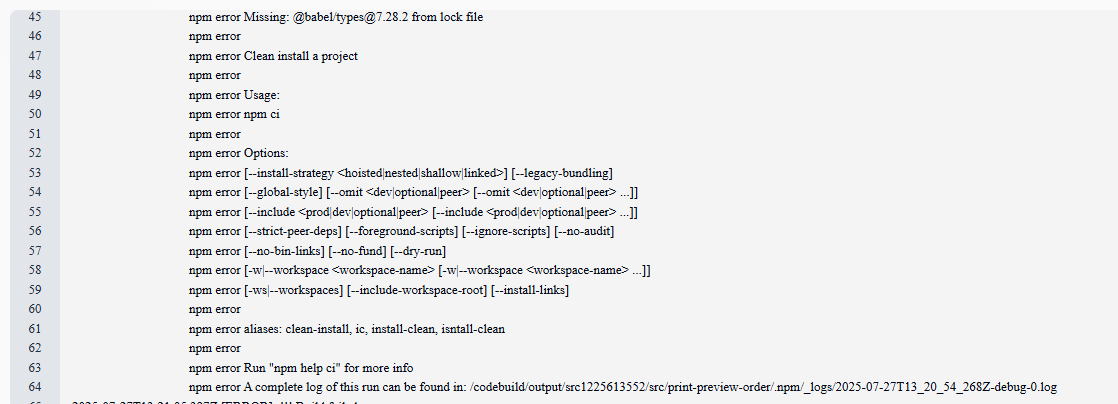 45 npm error Missing: @babel/types@7.28.2 from lock file
46 npm error
47 npm error Clean install a project
48 npm error
49 npm error Usage:
50 npm error npm ci
51 npm error
52 npm error Options:
53 npm error [--install-strategy <hoisted|nested|shallow|linked>] [--legacy-bundling]
54 npm error [--global-style] [--omit <dev|optional|peer> [--omit <dev|optional|peer> ...]]
55 npm error [--include <prod|dev|optional|peer> [--include <prod|dev|optional|peer> ...]]
56 npm error [--strict-peer-deps] [--foreground-scripts] [--ignore-scripts] [--no-audit]
57 npm error [--no-bin-links] [--no-fund] [--dry-run]
58 npm error [-w|--workspace <workspace-name> [-w|--workspace <workspace-name> ...]]
59 npm error [-ws|--workspaces] [--include-workspace-root] [--install-links]
60 npm error
61 npm error aliases: clean-install, ic, install-clean, isntall-clean
62 npm error
63 npm error Run "npm help ci" for more info
64 npm error A complete log of this run can be found in: /codebuild/output/src1225613552/src/print-preview-order/.npm/_logs/2025-07-27T13_20_54_268Z-debug-0.log